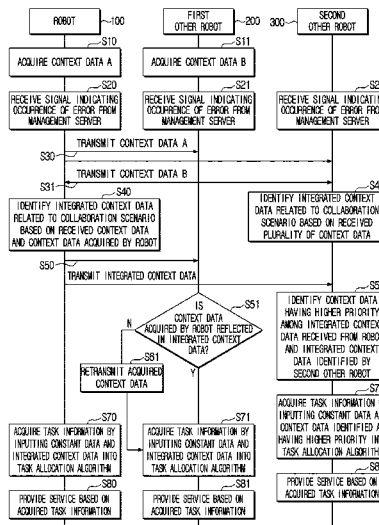 ROBOT
100
FIRST
OTHER ROBOT
200
300
SECOND
OTHER ROBOT
S10
ACQUIRE CONTEXT DATA A
S11
ACQUIRE CONTEXT DATA B
S20
RECEIVE SIGNAL INDICATING
OCCURRENCE OF ERROR FROM
MANAGEMENT SERVER
S21
RECEIVE SIGNAL INDICATING
OCCURRENCE OF ERROR FROM
MANAGEMENT SERVER
RECEIVE SIGNAL INDICATING
OCCURRENCE OF ERROR FROM
MANAGEMENT SERVER
TRANSMIT CONTEXT DATA A
S30
TRANSMIT CONTEXT DATA B
S31
S40
IDENTIFY INTEGRATED CONTEXT DATA
RELATED TO COLLABORATION SCENARIO
BASED ON RECEIVED CONTEXT DATA
AND CONTEXT DATA ACQUIRED BY ROBOT
IDENTIFY INTEGRATED CONTEXT
DATA RELATED TO COLLABORATION
SCENARIO BASED ON RECEIVED
PLURALITY OF CONTEXT DATA
S50
TRANSMIT INTEGRATED CONTEXT DATA
S51
IS
CONTEXT DATA
ACQUIRED BY ROBOT REFLECTED
IN INTEGRATED CONTEXT
DATA?
N
Y
S61
RETRANSMIT ACQUIRED
CONTEXT DATA
IDENTIFY CONTEXT DATA
HAVING HIGHER PRIORITY
AMONG INTEGRATED CONTEXT
DATA RECEIVED FROM ROBOT
AND INTEGRATED CONTEXT
DATA IDENTIFIED BY
SECOND OTHER ROBOT
S70
ACQUIRE TASK INFORMATION BY
INPUTTING CONSTANT DATA AND
INTEGRATED CONTEXT DATA INTO
TASK ALLOCATION ALGORITHM
S71
ACQUIRE TASK INFORMATION BY
INPUTTING CONSTANT DATA AND
INTEGRATED CONTEXT DATA INTO
TASK ALLOCATION ALGORITHM
ACQUIRE TASK INFORMATION
INPUTTING CONSTANT DATA
CONTEXT DATA IDENTIFIED
HAVING HIGHER PRIORITY
TASK ALLOCATION
S80
PROVIDE SERVICE BASED ON
ACQUIRED TASK INFORMATION
S81
PROVIDE SERVICE BASED ON
ACQUIRED TASK INFORMATION
PROVIDE SERVICE BASED ON
ACQUIRED TASK INFORMATION